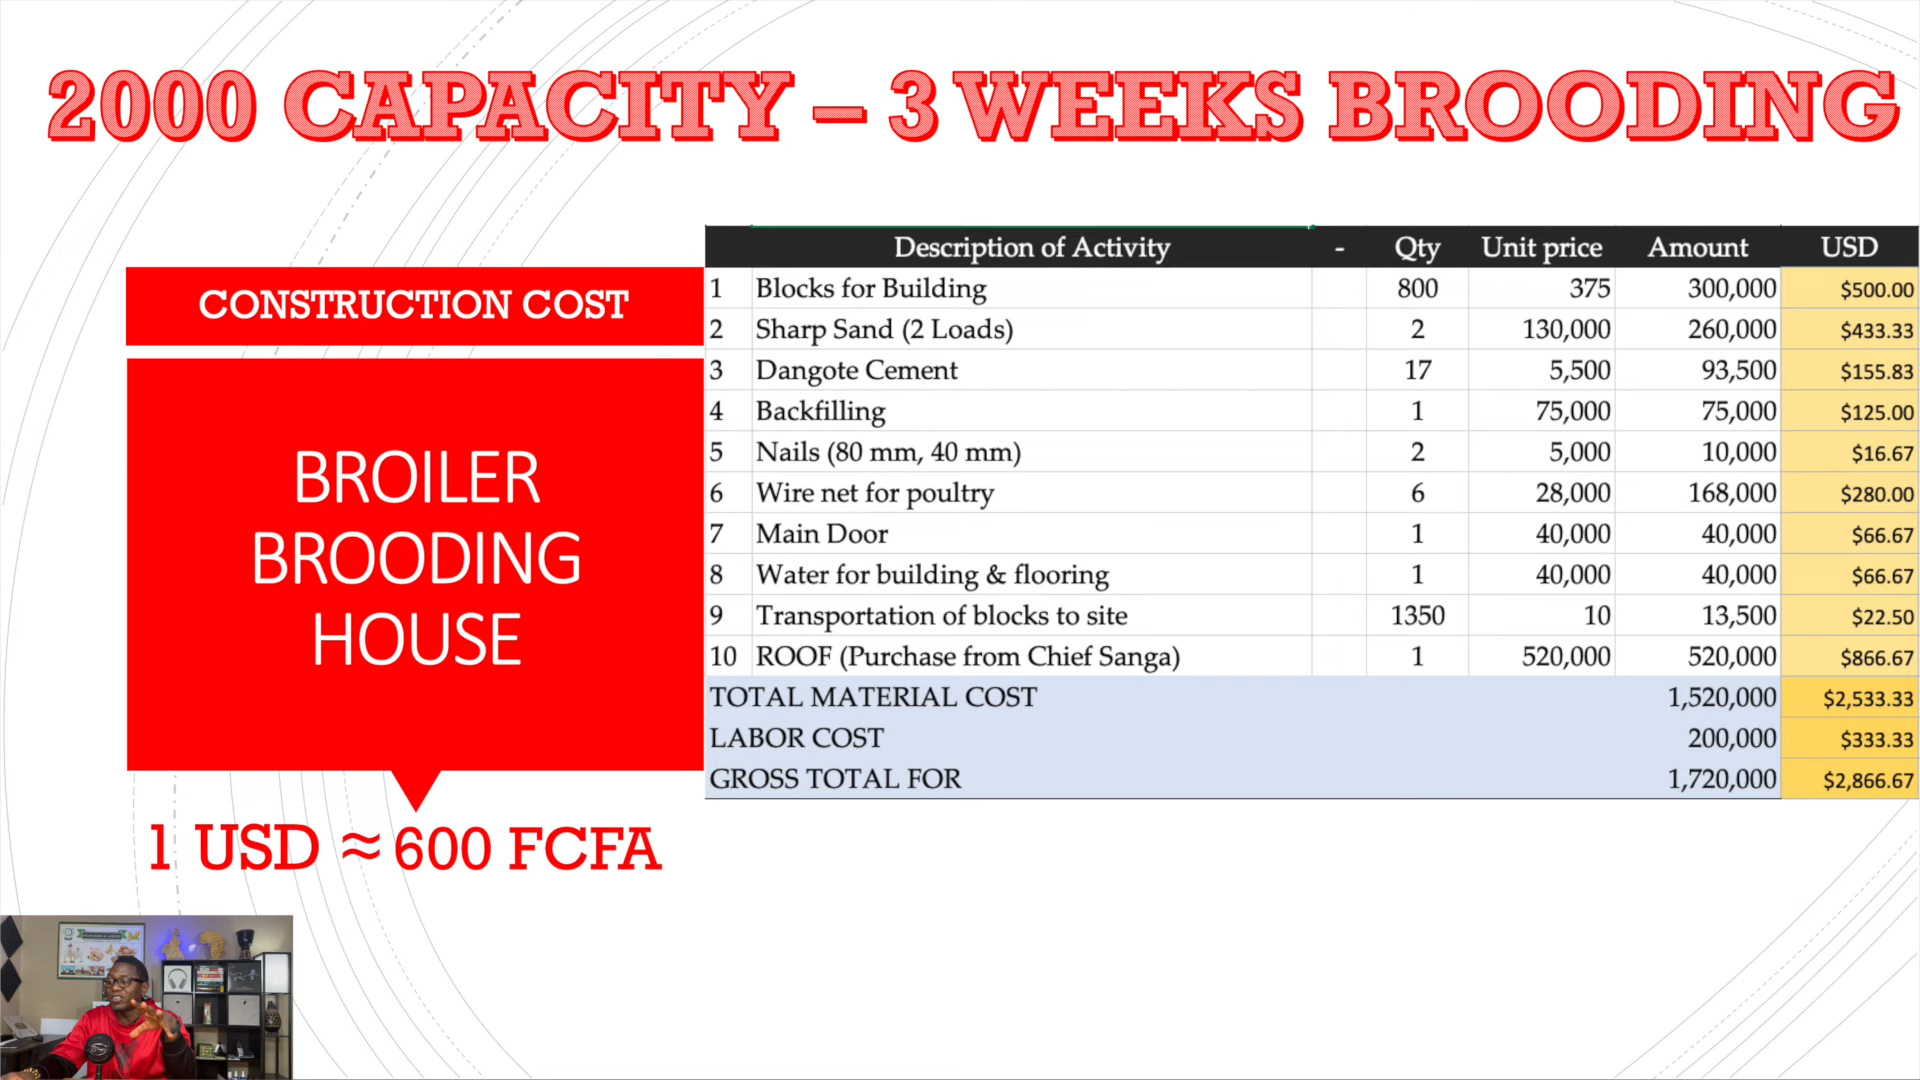 2000 CAPACITY – 3 WEEKS BROODING
CONSTRUCTION COST
BROILER
BROODING
HOUSE
1 USD ≈ 600 FCFA
Description of Activity - Qty Unit price Amount USD
1 Blocks for Building 800 375 300,000 $500.00
2 Sharp Sand (2 Loads) 2 130,000 260,000 $433.33
3 Dangote Cement 17 5,500 93,500 $155.83
4 Backfilling 1 75,000 75,000 $125.00
5 Nails (80 mm, 40 mm) 2 5,000 10,000 $16.67
6 Wire net for poultry 6 28,000 168,000 $280.00
7 Main Door 1 40,000 40,000 $66.67
8 Water for building & flooring 1 40,000 40,000 $66.67
9 Transportation of blocks to site 1350 10 13,500 $22.50
10 ROOF (Purchase from Chief Sanga) 1 520,000 520,000 $866.67
TOTAL MATERIAL COST 1,520,000 $2,533.33
LABOR COST 200,000 $333.33
GROSS TOTAL FOR 1,720,000 $2,866.67